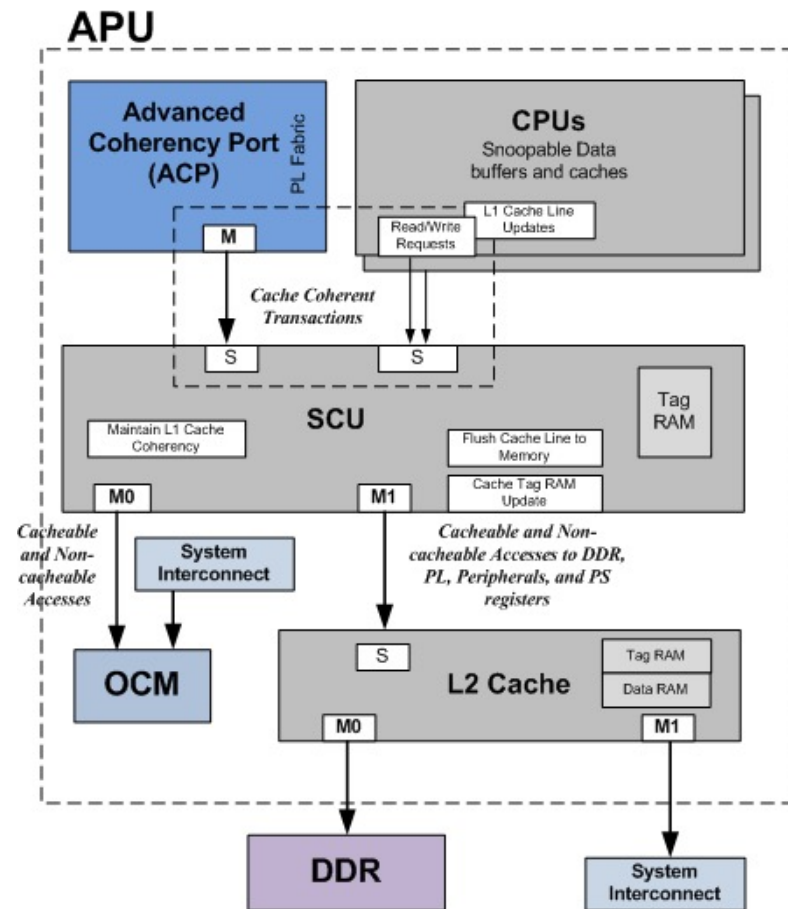 APU
Advanced
Coherency Port
(ACP)
PL Fabric
M
CPUs
Snoopable Data
buffers and caches
L1 Cache Line
Updates
Read/Write
Requests
Cache Coherent
Transactions
S
S
SCU
Tag
RAM
Maintain L1 Cache
Coherency
Flush Cache Line to
Memory
Cache Tag RAM
Update
M0
M1
Cacheable
and Non-
cacheable
Accesses
System
Interconnect
Cacheable and Non-
cacheable Accesses to DDR,
PL, Peripherals, and PS
registers
OCM
S
L2 Cache
Tag RAM
Data RAM
M0
M1
DDR
System
Interconnect